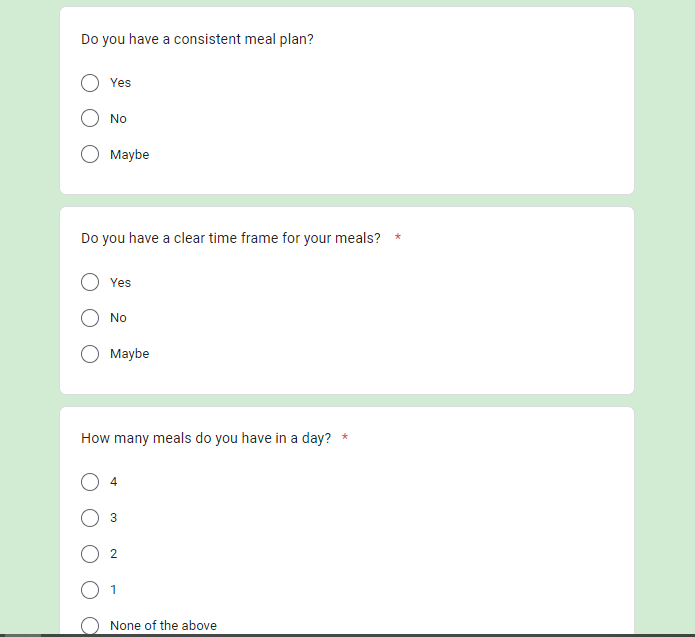 Do you have a consistent meal plan?
Yes
No
Maybe
Do you have a clear time frame for your meals? *
Yes
No
Maybe
How many meals do you have in a day? *
4
3
2
1
None of the above